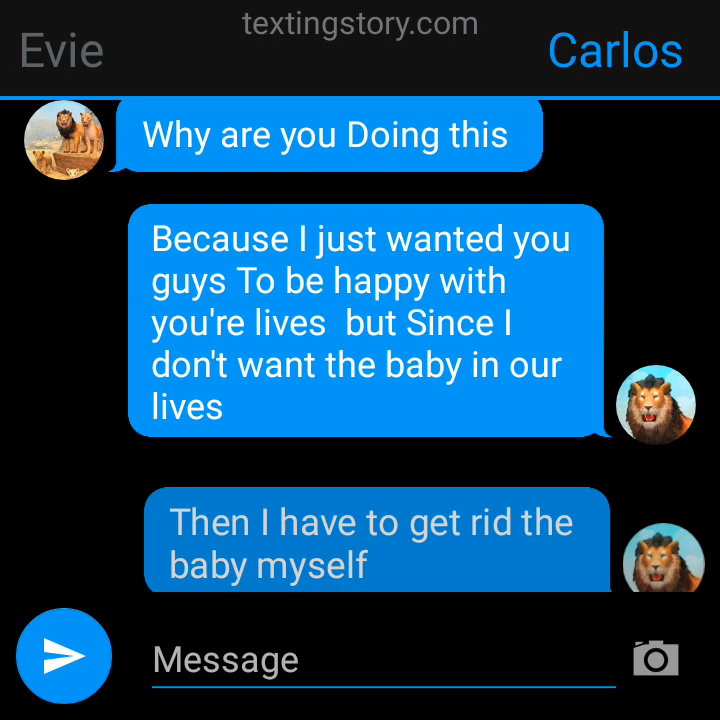 textingstory.com
Evie
Carlos
Why are you Doing this
Because I just wanted you
guys To be happy with
you're lives  but Since I
don't want the baby in our
lives
Then I have to get rid the
baby myself
Message